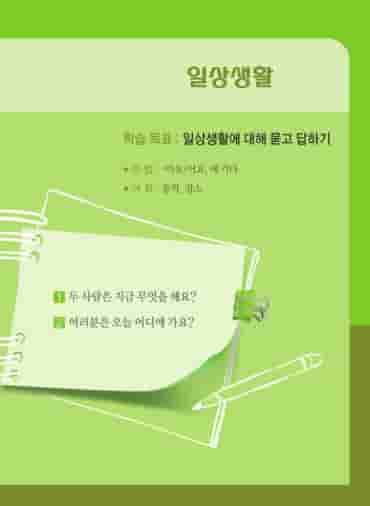 일상생활
학습 목표 : 일상생활에 대해 묻고 답하기
• 문법 : -아요/어요, 에 가다
• 어휘 : 동작, 장소
1 두 사람은 지금 무엇을 해요?
2 여러분은 오늘 어디에 가요?